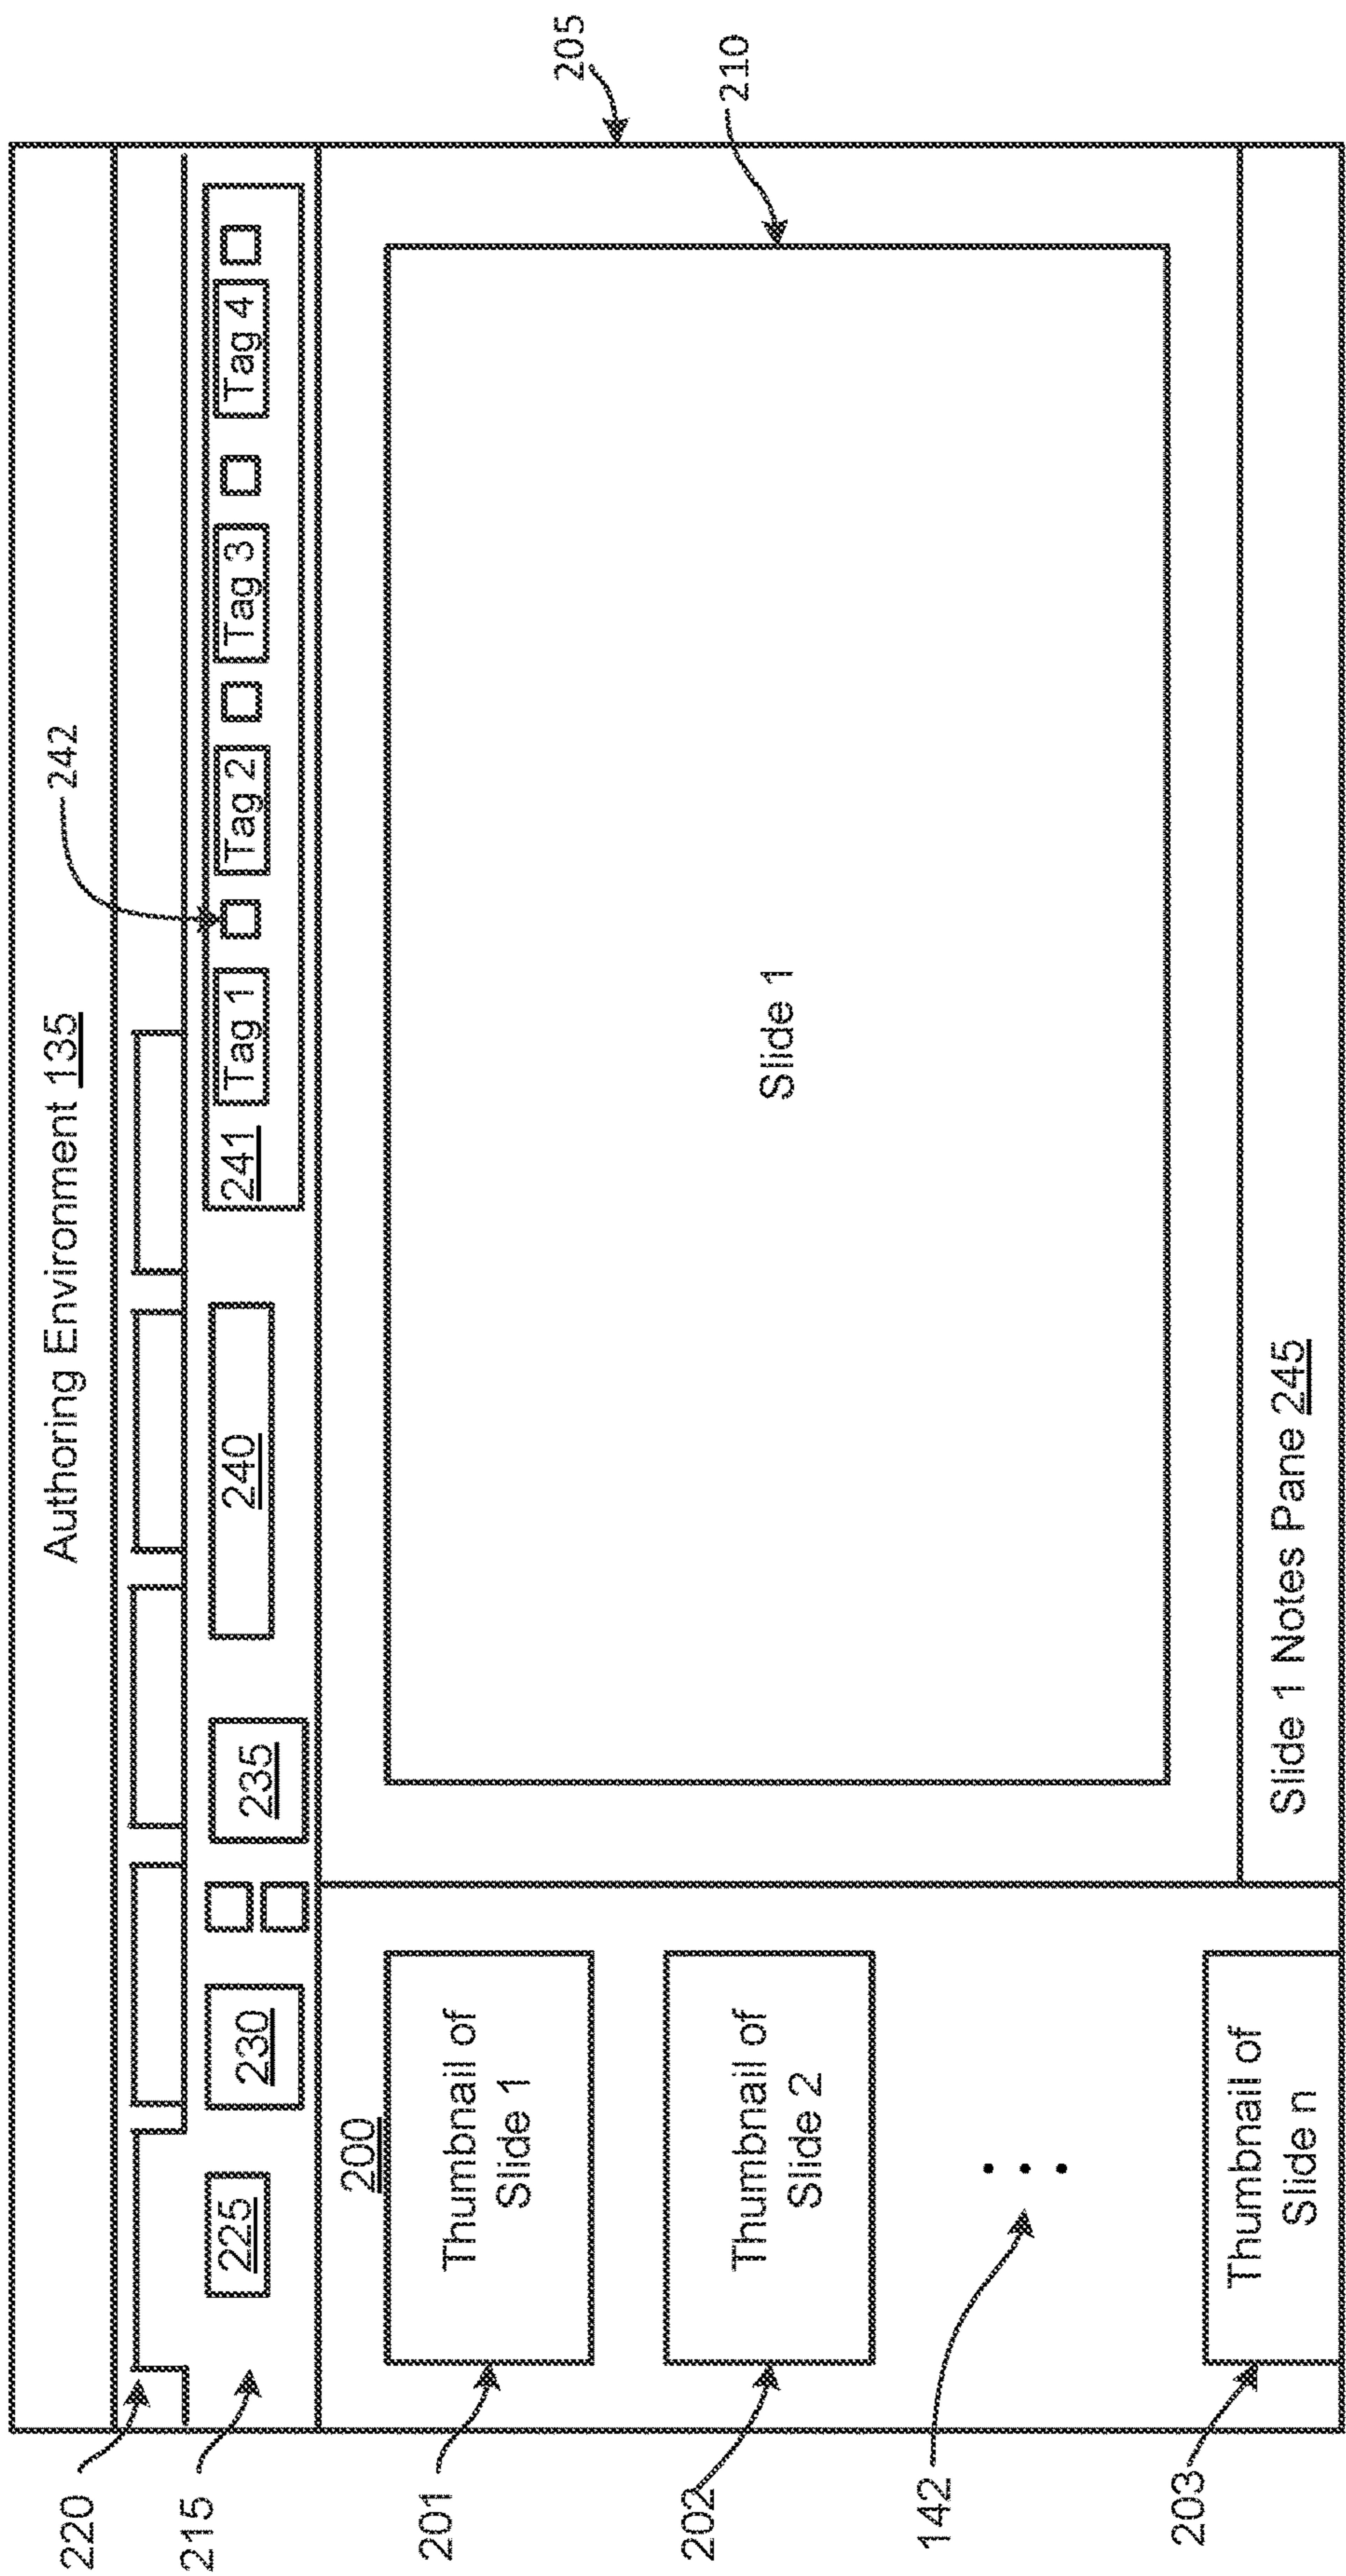 Authoring Environment 135
242
205
210
220
215
225
230
235
240
241
Tag 1
Tag 2
Tag 3
Tag 4
200
201
Thumbnail of
Slide 1
202
Thumbnail of
Slide 2
142
203
Thumbnail of
Slide n
Slide 1
Slide 1 Notes Pane 245